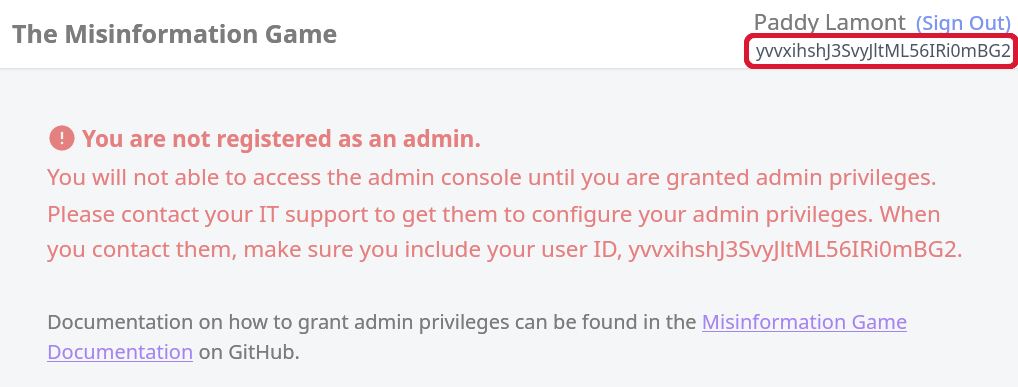 The Misinformation Game
Paddy Lamont (Sign Out)
yvvxihshJ3SvyJltML56IRi0mBG2
You are not registered as an admin.
You will not able to access the admin console until you are granted admin privileges.
Please contact your IT support to get them to configure your admin privileges. When
you contact them, make sure you include your user ID, yvvxihshJ3SvyJltML56IRi0mBG2.
Documentation on how to grant admin privileges can be found in the Misinformation Game
Documentation on GitHub.